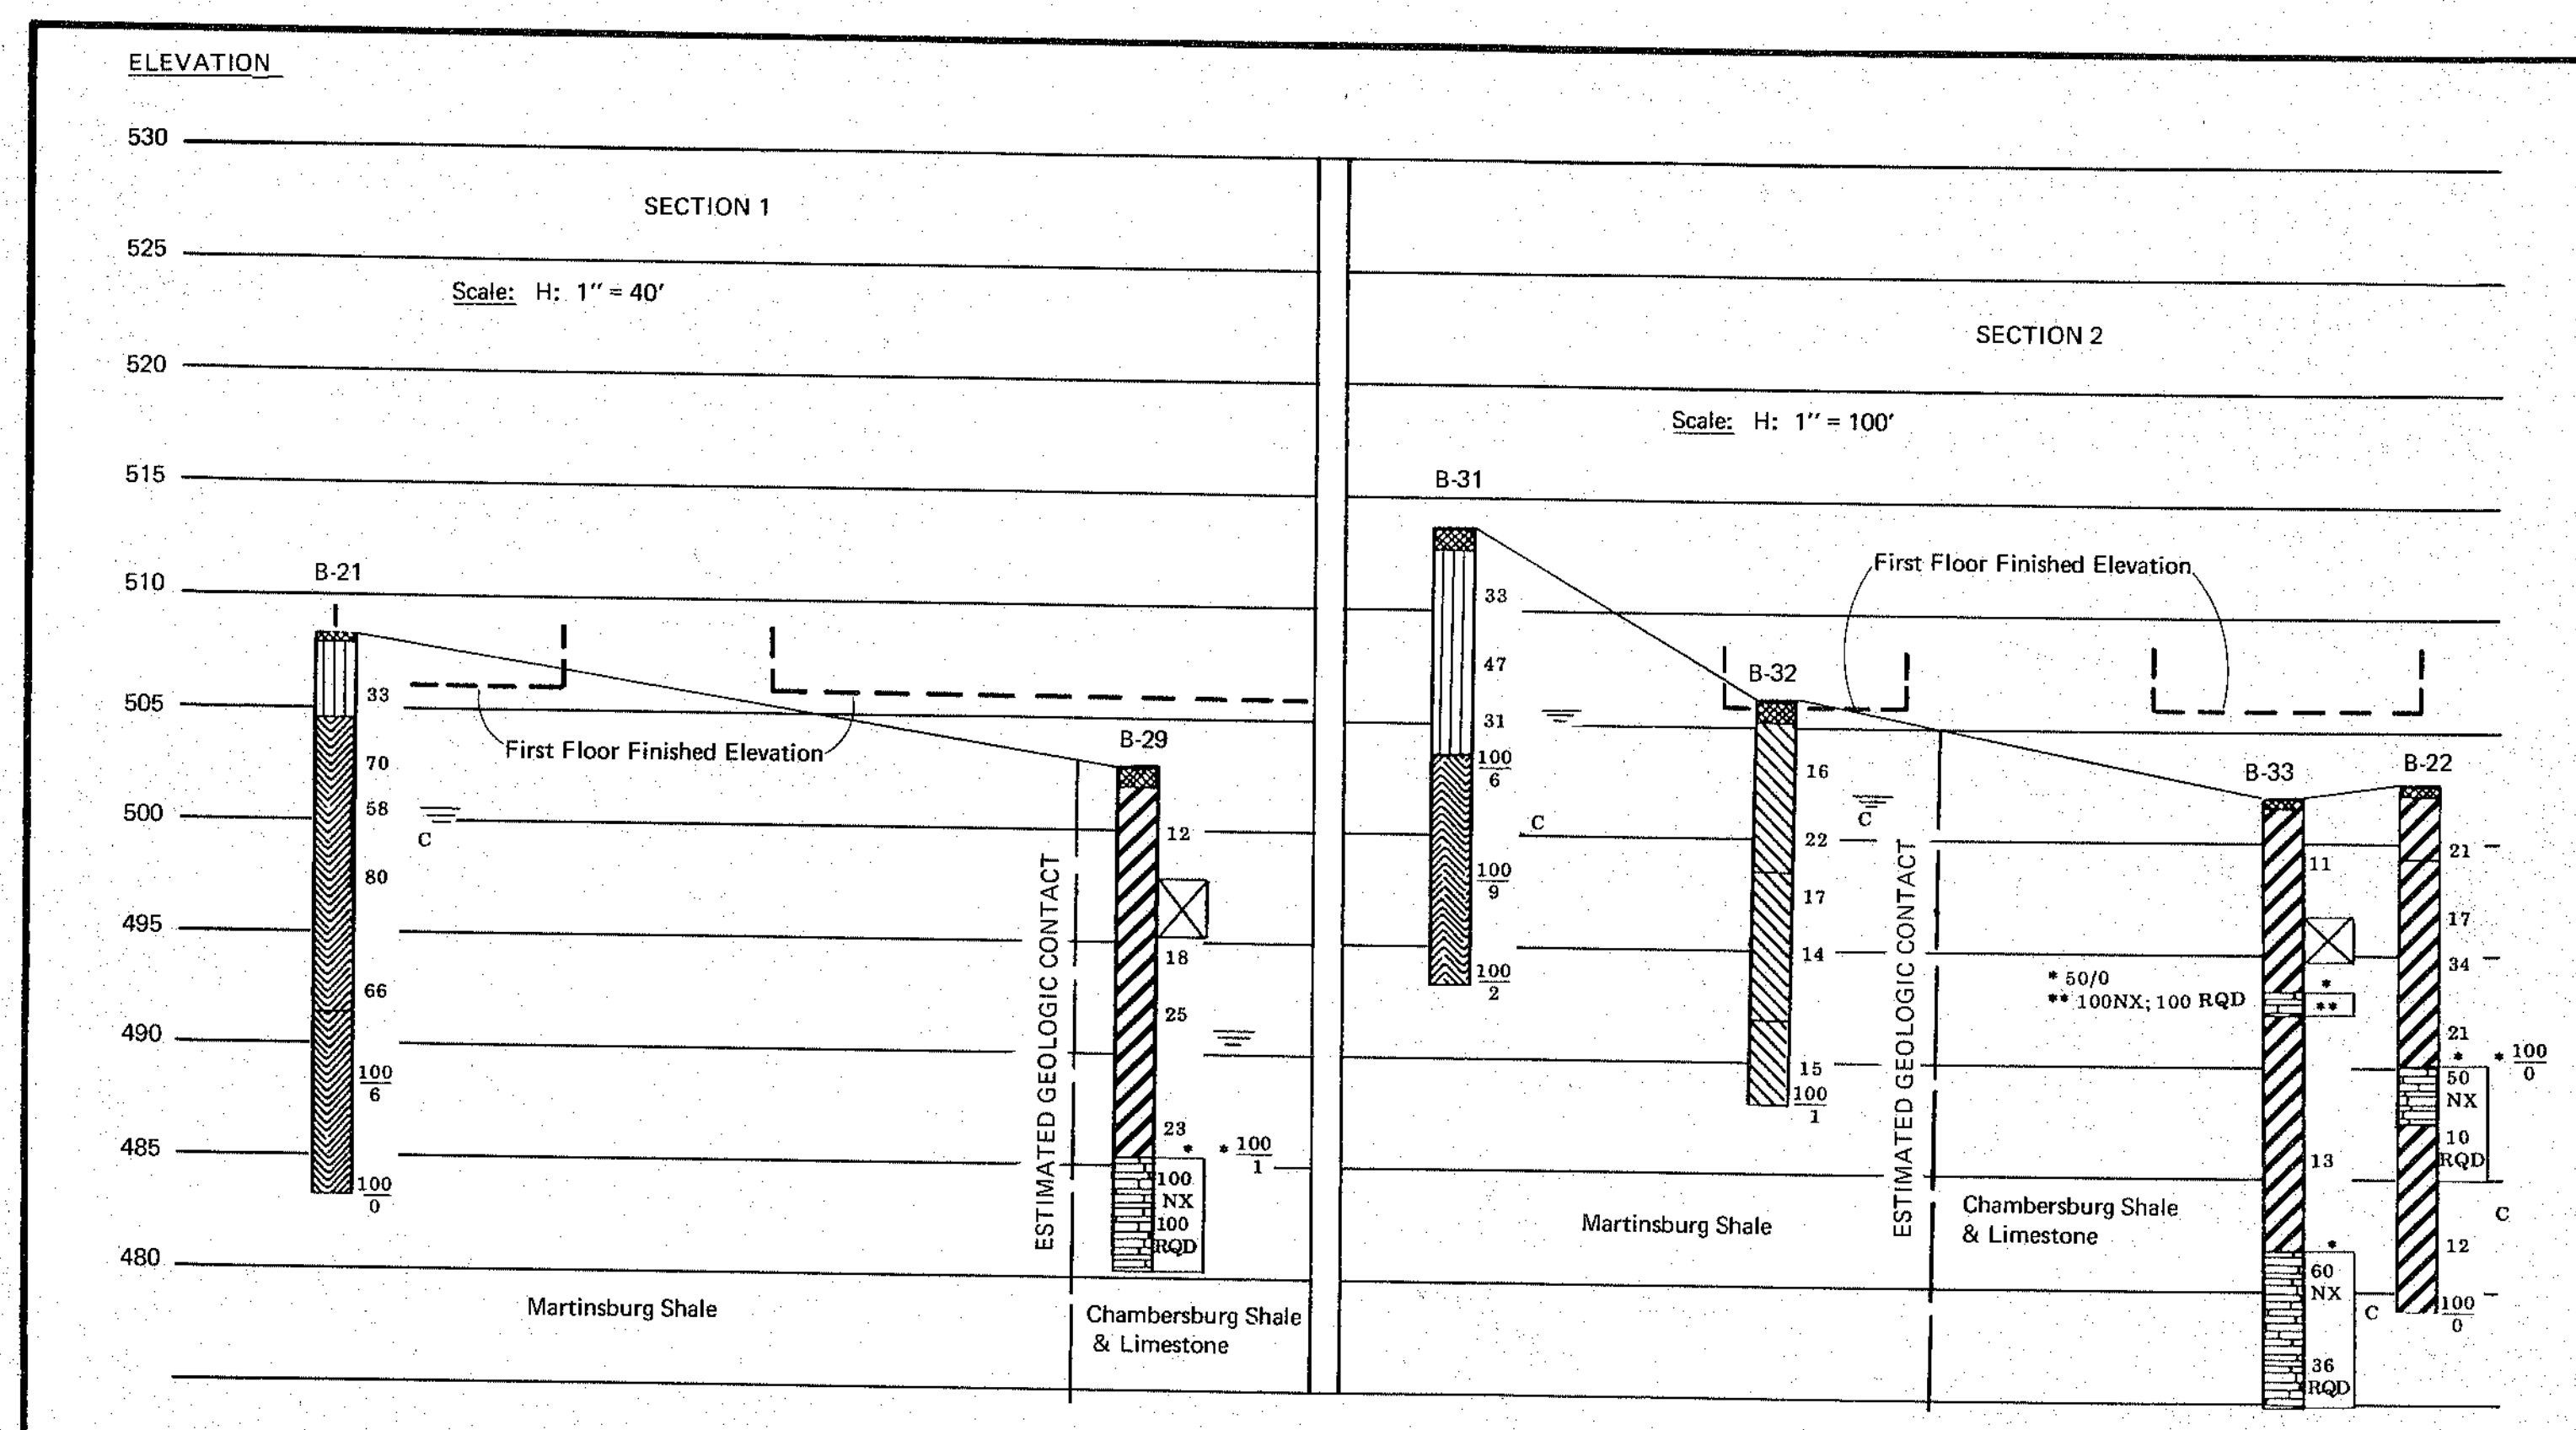 ELEVATION
530
SECTION 1
525
Scale: H: 1" = 40'
520
515
510
B-21
505
33
First Floor Finished Elevation
70
500
58
C
80
495
66
490
100
6
485
100
0
480
Martinsburg Shale
B-29
12
18
25
23
*
* 100
1
100
NX
100
RQD
ESTIMATED GEOLOGIC CONTACT
Chambersburg Shale
& Limestone
SECTION 2
Scale: H: 1" = 100'
B-31
33
47
31
100
6
C
100
9
100
2
First Floor Finished Elevation
B-32
16
C
22
17
14
15
100
1
Martinsburg Shale
ESTIMATED GEOLOGIC CONTACT
Chambersburg Shale
& Limestone
B-33
11
* 50/0
** 100NX; 100 RQD
*
**
13
*
60
NX
C
36
RQD
B-22
21
17
34
21
*
* 100
0
50
NX
10
RQD
C
12
100
0